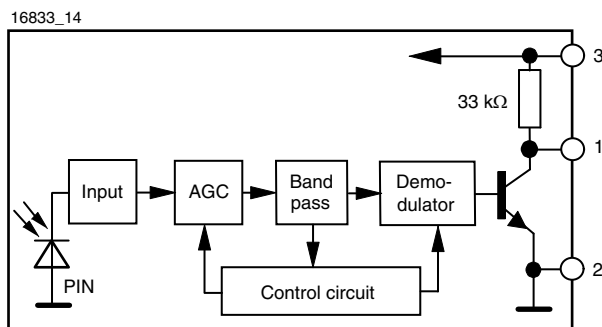 16833_14
3
33 kΩ
1
Input
AGC
Band
pass
Demo-
dulator
2
PIN
Control circuit